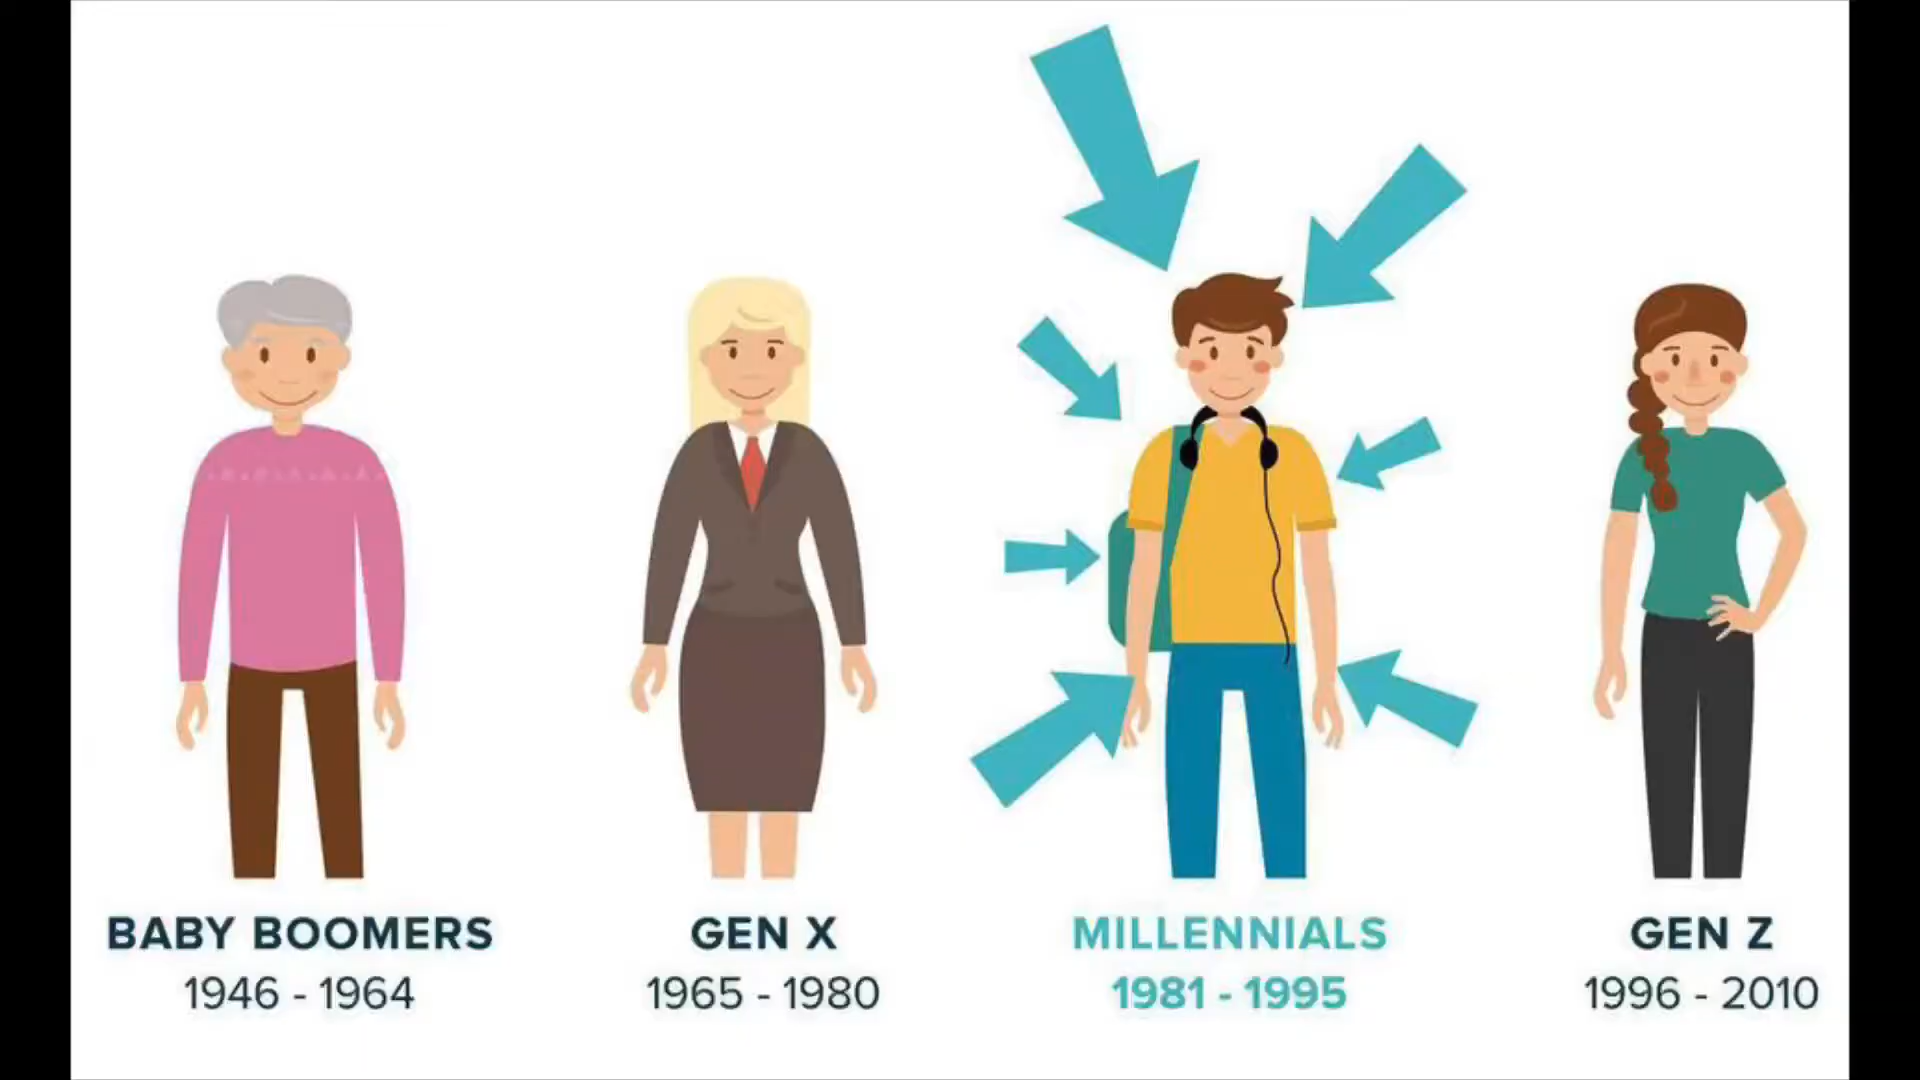 BABY BOOMERS
1946 - 1964
GEN X
1965 - 1980
MILLENNIALS
1981 - 1995
GEN Z
1996 - 2010